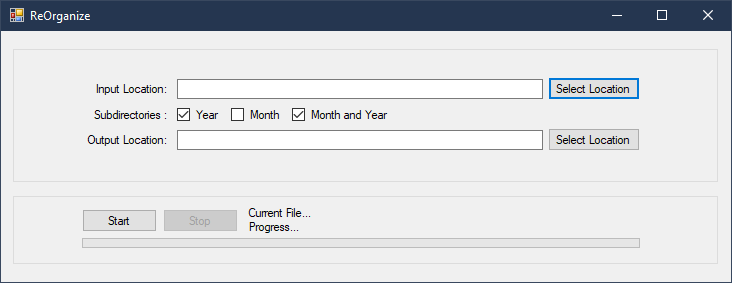 ReOrganize
Input Location: Select Location
Subdirectories : Year Month Month and Year
Output Location: Select Location
Start Stop Current File...
Progress...